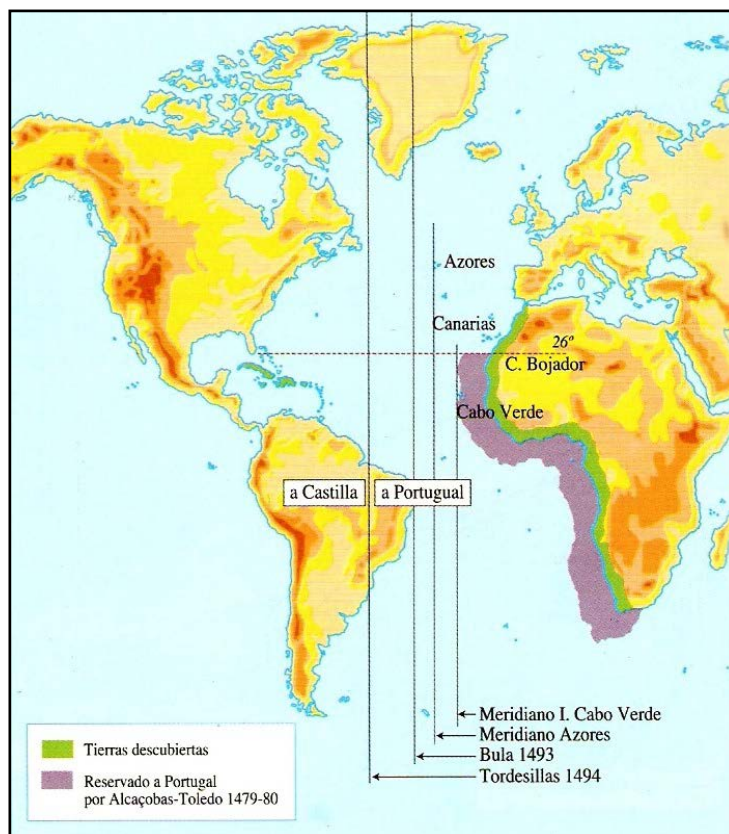 Azores
Canarias
26º
C. Bojador
Cabo Verde
a Castilla
a Portugual
Meridiano I. Cabo Verde
Meridiano Azores
Bula 1493
Tordesillas 1494
Tierras descubiertas
Reservado a Portugal
por Alcaçobas-Toledo 1479-80